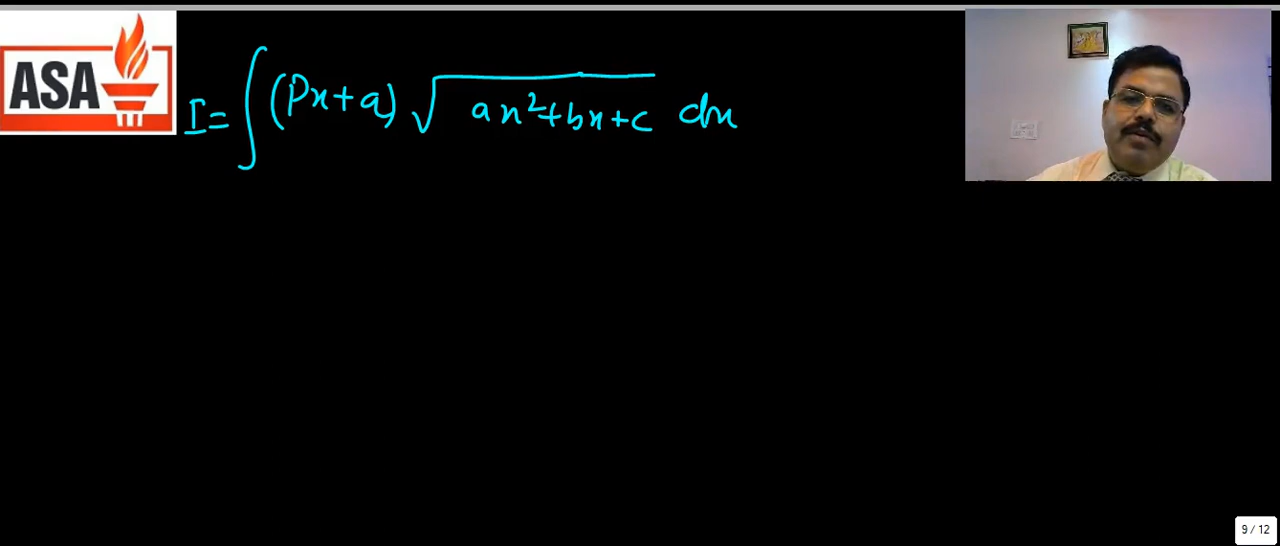 ASA
I = ∫ (Px + a) √(ax² + bx + c) dx
9 / 12